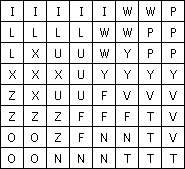 I I I I I W W P
L L L L W W P P
L X U U W Y P P
X X X U Y Y Y Y
Z X U U F V V V
Z Z Z F F F T V
O O Z F N N T V
O O N N N T T T